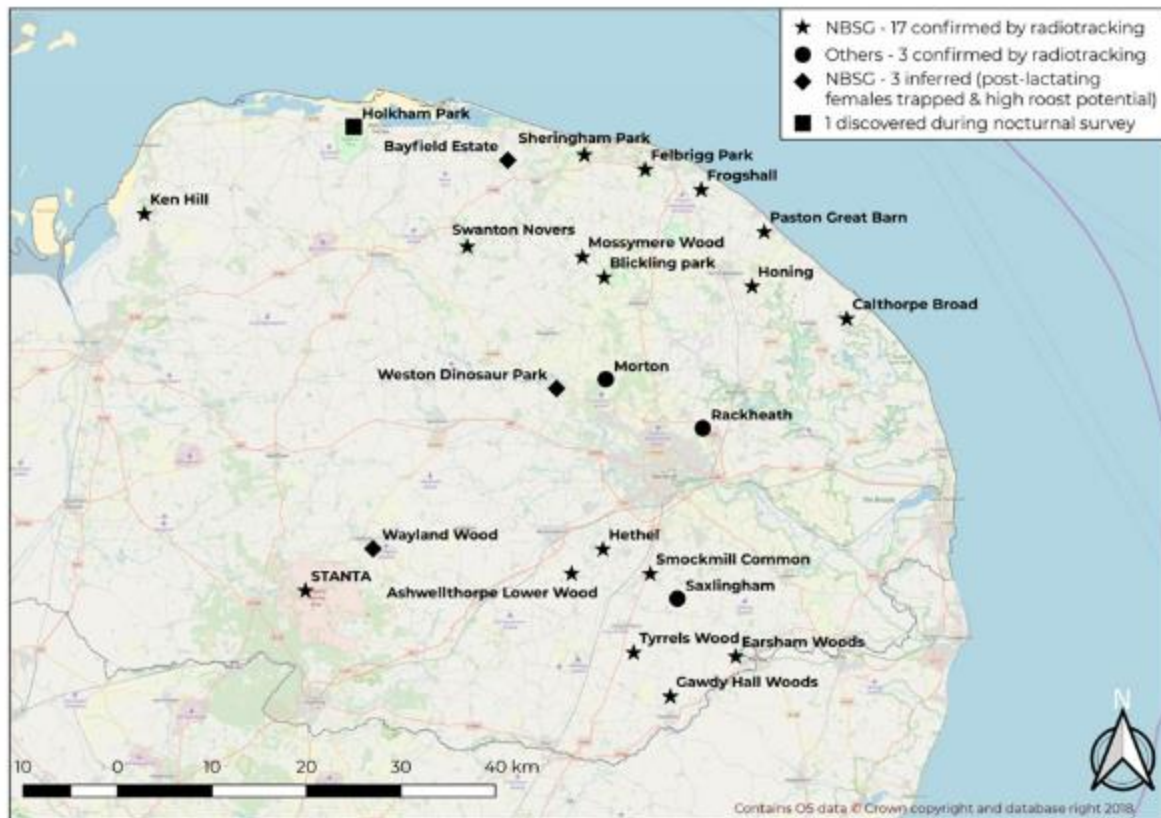 NBSG - 17 confirmed by radiotracking
Others - 3 confirmed by radiotracking
NBSG - 3 inferred (post-lactating
females trapped & high roost potential)
1 discovered during nocturnal survey
Holkham Park
Sheringham Park
Bayfield Estate
Felbrigg Park
Frogshall
Ken Hill
Paston Great Barn
Swanton Novers
Mossymere Wood
Blickling park
Honing
Calthorpe Broad
Morton
Weston Dinosaur Park
Rackheath
Wayland Wood
Hethel
STANTA
Smockmill Common
Ashwellthorpe Lower Wood
Saxlingham
Tyrrels Wood
Earsham Woods
Gawdy Hall Woods
N
10 0 10 20 30 40 km
Contains OS data © Crown copyright and database right 2018